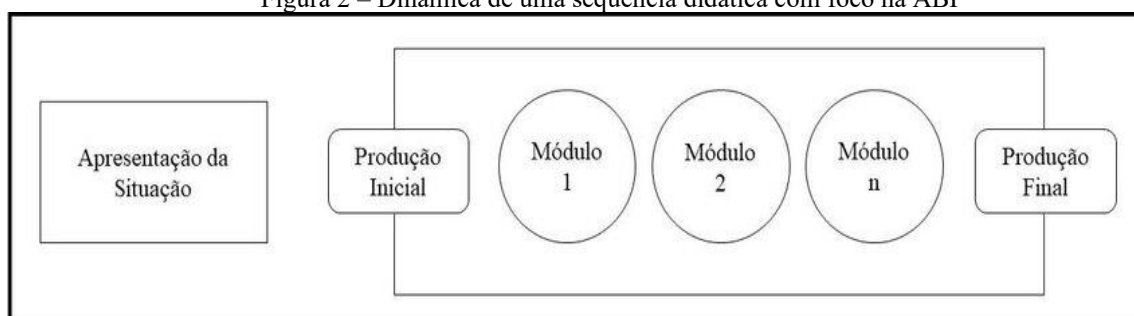 Figura 2 – Dinâmica de uma sequência didática com foco na ABP
Apresentação da
Situação
Produção
Inicial
Módulo
1
Módulo
2
Módulo
n
Produção
Final